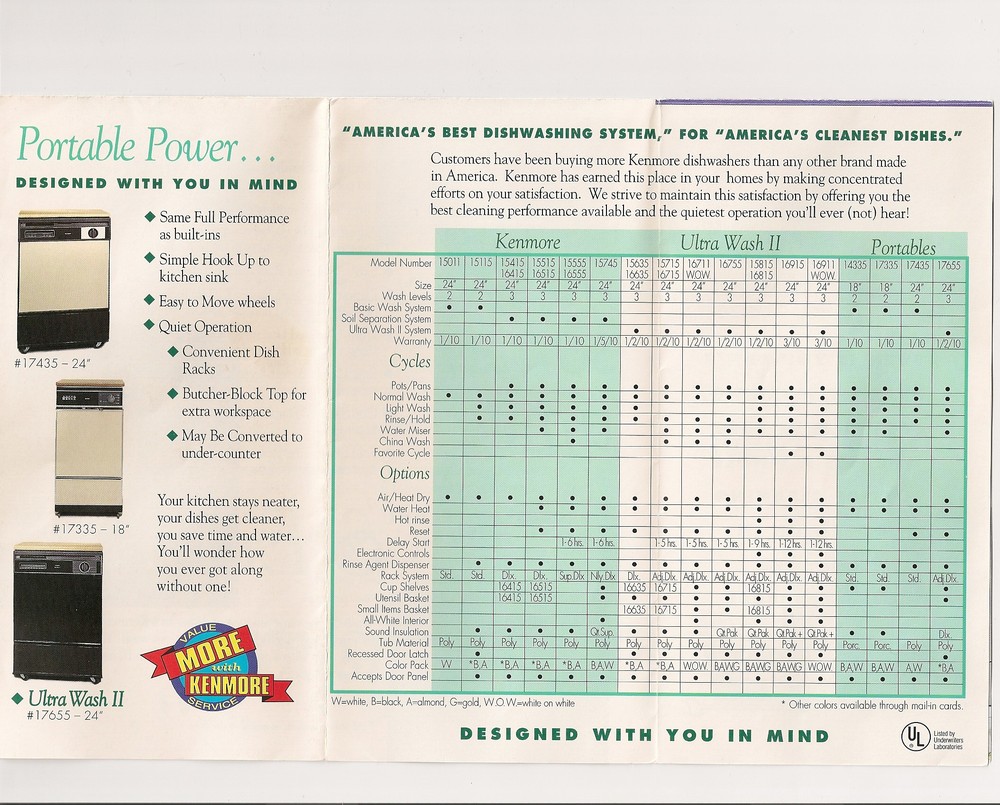 Portable Power...
DESIGNED WITH YOU IN MIND
◆ Same Full Performance
as built-ins
◆ Simple Hook Up to
kitchen sink
◆ Easy to Move wheels
◆ Quiet Operation
◆ Convenient Dish
Racks
◆ Butcher-Block Top for
extra workspace
◆ May Be Converted to
under-counter
#17435 – 24"
#17335 – 18"
Your kitchen stays neater,
your dishes get cleaner,
you save time and water...
You'll wonder how
you ever got along
without one!
◆ Ultra Wash II
#17655 – 24"
VALUE
MORE
with
KENMORE
SERVICE
"AMERICA'S BEST DISHWASHING SYSTEM," FOR "AMERICA'S CLEANEST DISHES."
Customers have been buying more Kenmore dishwashers than any other brand made
in America. Kenmore has earned this place in your homes by making concentrated
efforts on your satisfaction. We strive to maintain this satisfaction by offering you the
best cleaning performance available and the quietest operation you'll ever (not) hear!
Kenmore Ultra Wash II Portables
Model Number 15011 15115 15415 15515 15555 15745 15635 15715 16711 16755 15815 16915 16911 14335 17335 17435 17655
16415 16515 16555 16635 16715 WOW. 16815 WOW.
Size 24" 24" 24" 24" 24" 24" 24" 24" 24" 24" 24" 24" 24" 18" 18" 24" 24"
Wash Levels 2 2 3 3 3 3 3 3 3 3 3 3 3 2 2 2 3
Basic Wash System • • • • •
Soil Separation System • • • •
Ultra Wash II System • • • • • • • •
Warranty 1/10 1/10 1/10 1/10 1/10 1/5/10 1/2/10 1/2/10 1/2/10 1/2/10 1/2/10 3/10 3/10 1/10 1/10 1/10 1/2/10
Cycles
Pots/Pans • • • • • • • • • • • • • • •
Normal Wash • • • • • • • • • • • • • • • • •
Light Wash
Rinse/Hold
Water Miser
China Wash • • • •
Favorite Cycle • •
Options
Air/Heat Dry • • • • • • • • • • • • • • • • •
Water Heat
Hot rinse
Reset
Delay Start 1-6 hrs. 1-6 hrs. 1-5 hrs. 1-5 hrs. 1-5 hrs. 1-9 hrs. 1-12 hrs. 1-12 hrs.
Electronic Controls
Rinse Agent Dispenser
Rack System Std. Std. Dlx. Dlx. Sup.Dlx Nlly.Dlx Dlx. Adj.Dlx. Adj.Dlx. Adj.Dlx. Adj.Dlx. Adj.Dlx. Adj.Dlx. Std. Std. Std. Adj.Dlx.
Cup Shelves 16415 16515 • 16635 16715 • • 16815 • • •
Utensil Basket 16415 16515
Small Items Basket 16635 16715 • • 16815 • •
All-White Interior
Sound Insulation • • • • Qt.Sup. • • • Qt.Pak Qt.Pak Qt.Pak + Qt.Pak + • • Dlx.
Tub Material Poly Poly Poly Poly Poly Poly Poly Poly Poly Poly Poly Poly Poly Porc. Porc. Poly Poly
Recessed Door Latch
Color Pack W *B,A *B,A *B,A *B,A B,A,W *B,A *B,A WOW BAWG BAWG BAWG WOW B,A,W B,A,W A,W *B,A
Accepts Door Panel
W=white, B=black, A=almond, G=gold, W.O.W.=white on white
* Other colors available through mail-in cards.
DESIGNED WITH YOU IN MIND
UL
®
Listed by
Underwriters
Laboratories